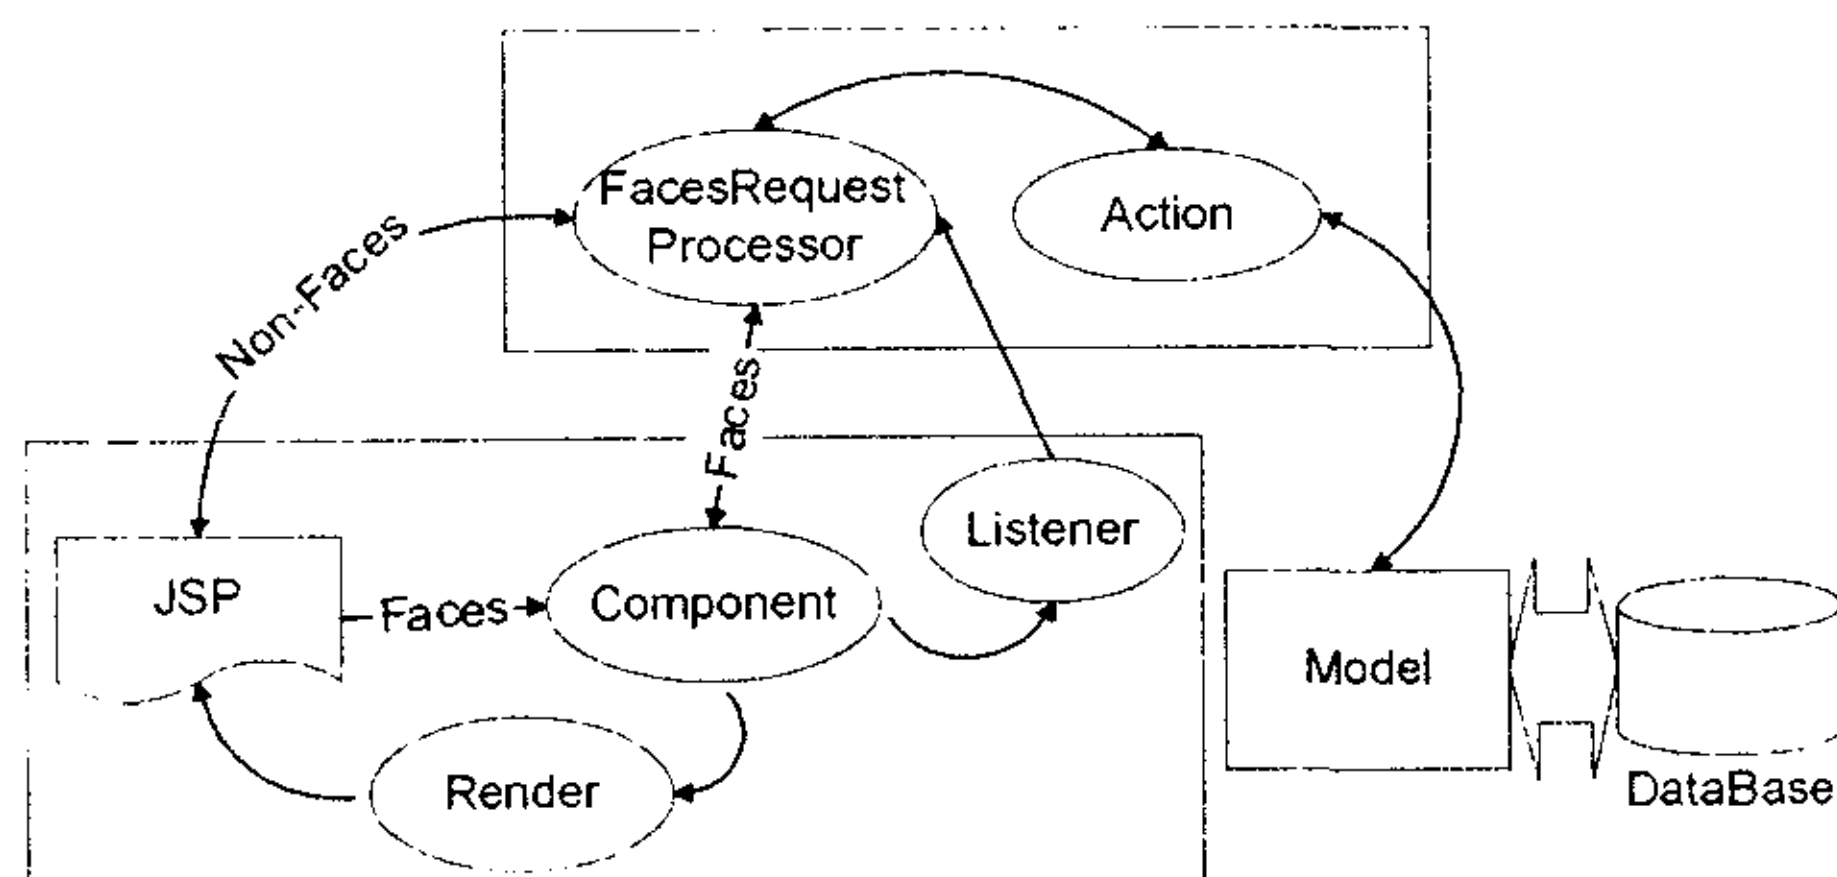 FacesRequest
Processor
Action
Non-Faces
Faces
Listener
JSP
Faces
Component
Model
Render
DataBase